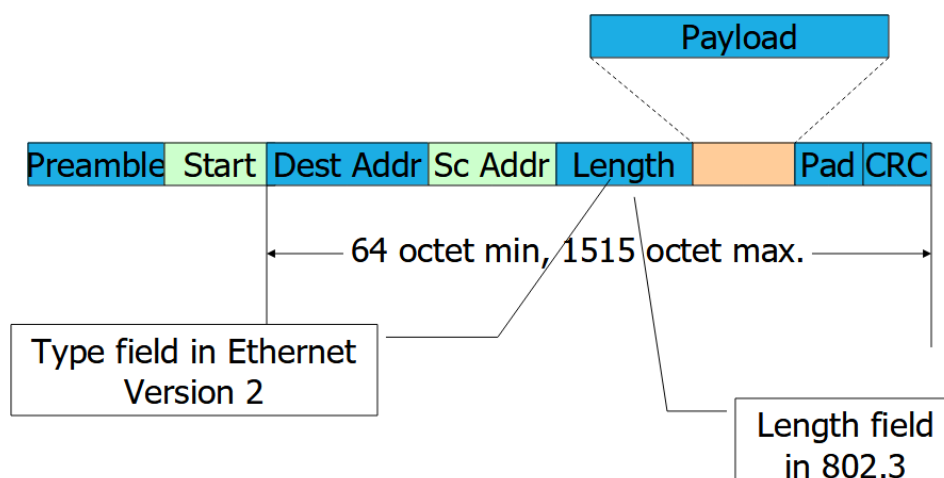 Payload
Preamble Start Dest Addr Sc Addr Length Pad CRC
64 octet min, 1515 octet max.
Type field in Ethernet
Version 2
Length field
in 802.3